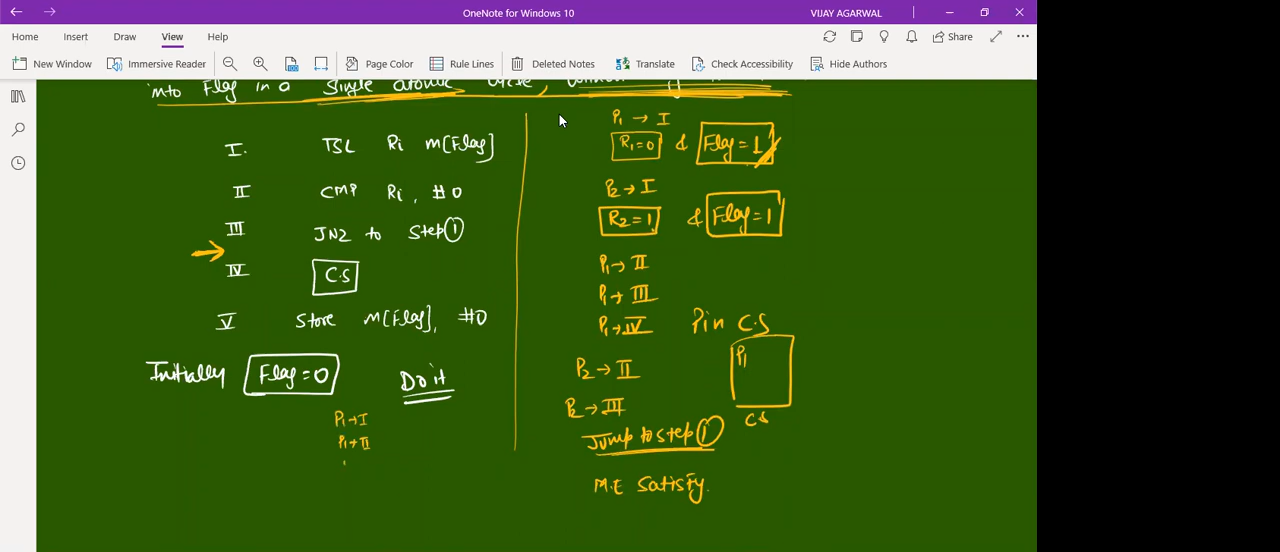 OneNote for Windows 10
VIJAY AGARWAL
Home Insert Draw View Help
Share
New Window Immersive Reader Page Color Rule Lines Deleted Notes Translate Check Accessibility Hide Authors
into Flag in a single atomic cycle,
I. TSL Ri m[Flag]
II CMP Ri, #0
III JNZ to Step 1
IV C.S
V Store m[Flag], #0
Initially Flag=0 Do it
P1→I
P1→II
P1 → I
R1=0 & Flag=1
P2 → I
R2=1 & Flag=1
P1→ II
P1→ III
P1→ IV P in C.S
P1
CS
P2 → II
P2 → III
Jump to step 1
M.E Satisfy.